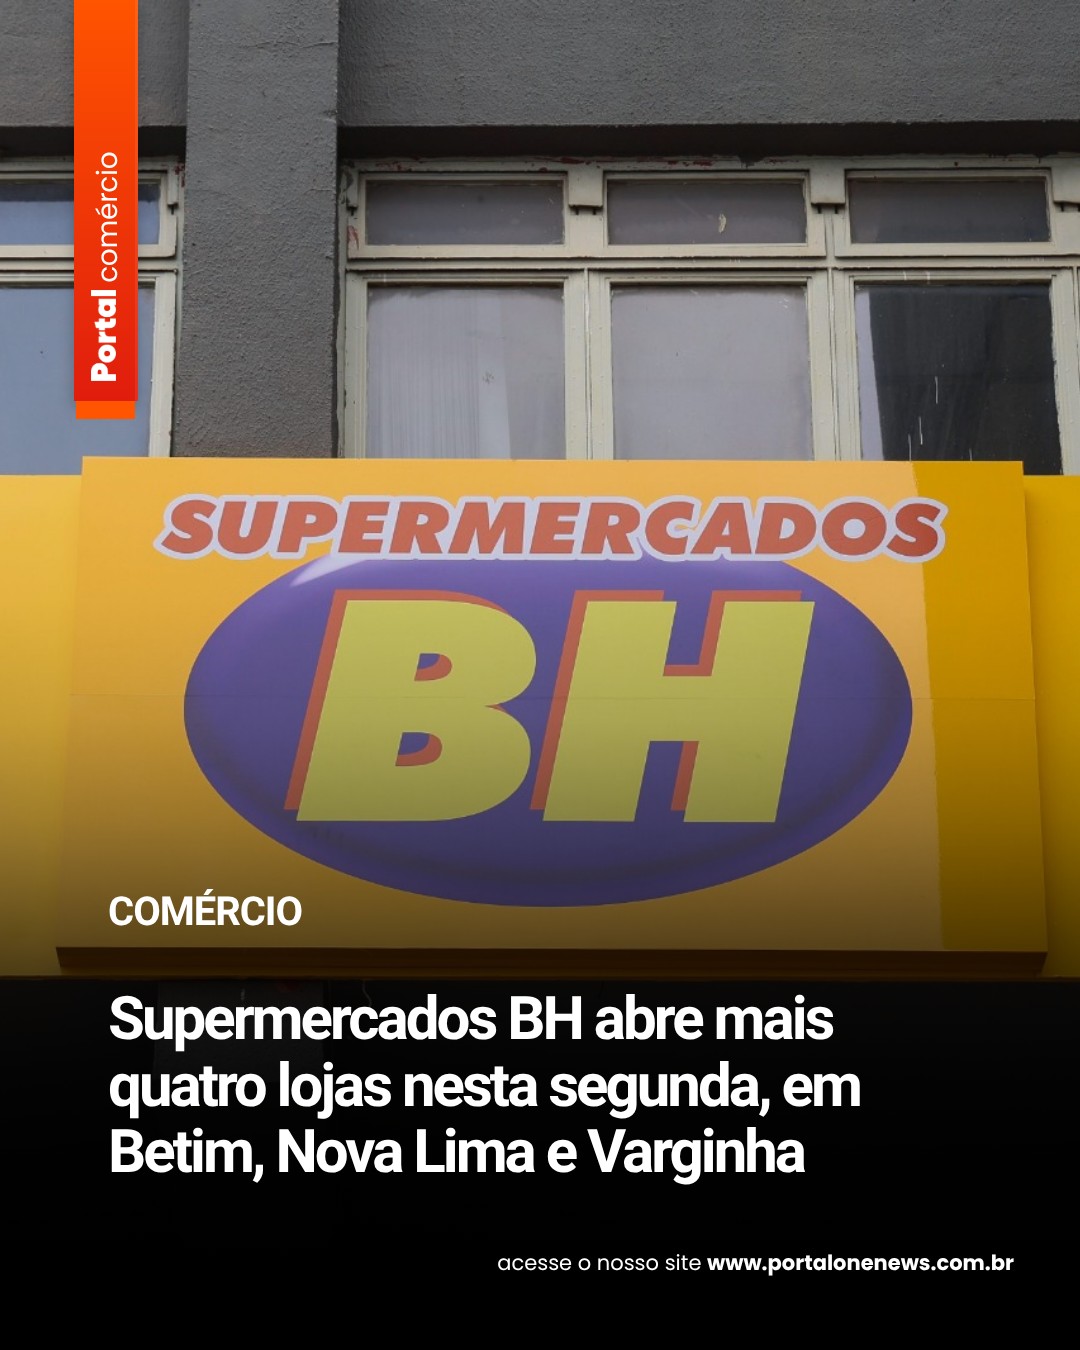 Portal comércio
SUPERMERCADOS
BH
COMÉRCIO
Supermercados BH abre mais
quatro lojas nesta segunda, em
Betim, Nova Lima e Varginha
acesse o nosso site www.portalonenews.com.br